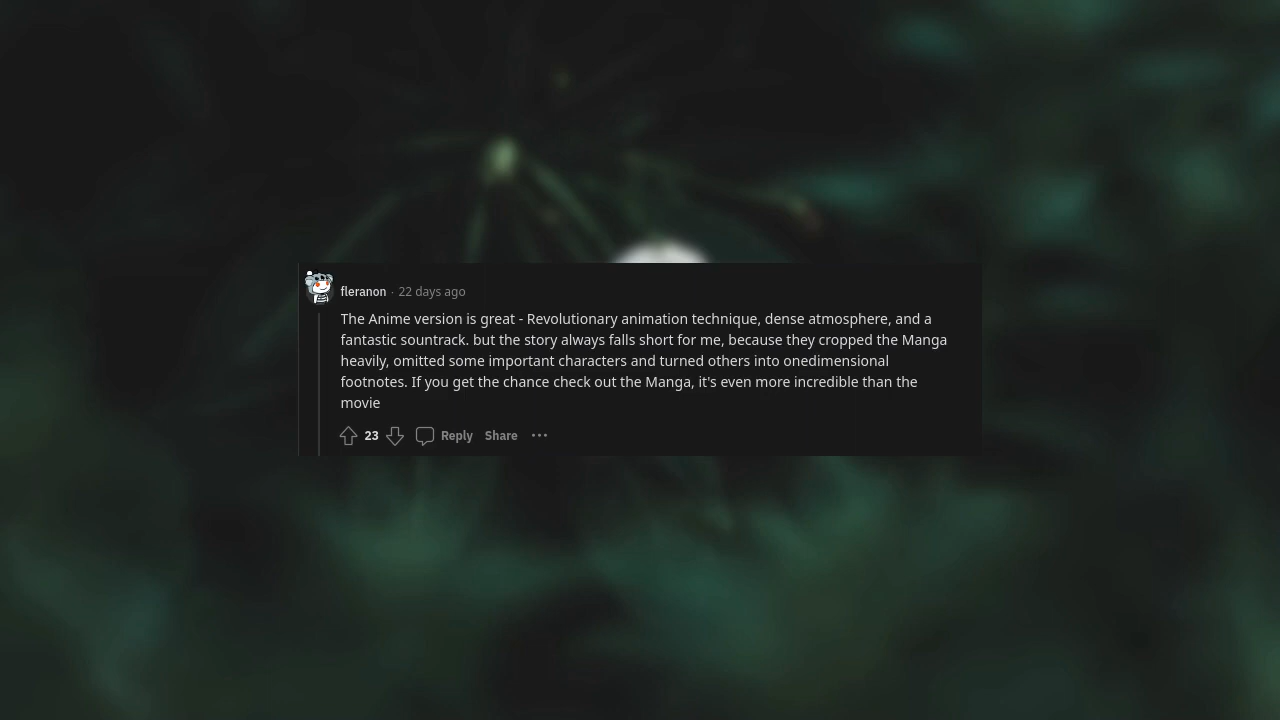 fleranon · 22 days ago
The Anime version is great - Revolutionary animation technique, dense atmosphere, and a
fantastic sountrack. but the story always falls short for me, because they cropped the Manga
heavily, omitted some important characters and turned others into onedimensional
footnotes. If you get the chance check out the Manga, it's even more incredible than the
movie
23 Reply Share ···